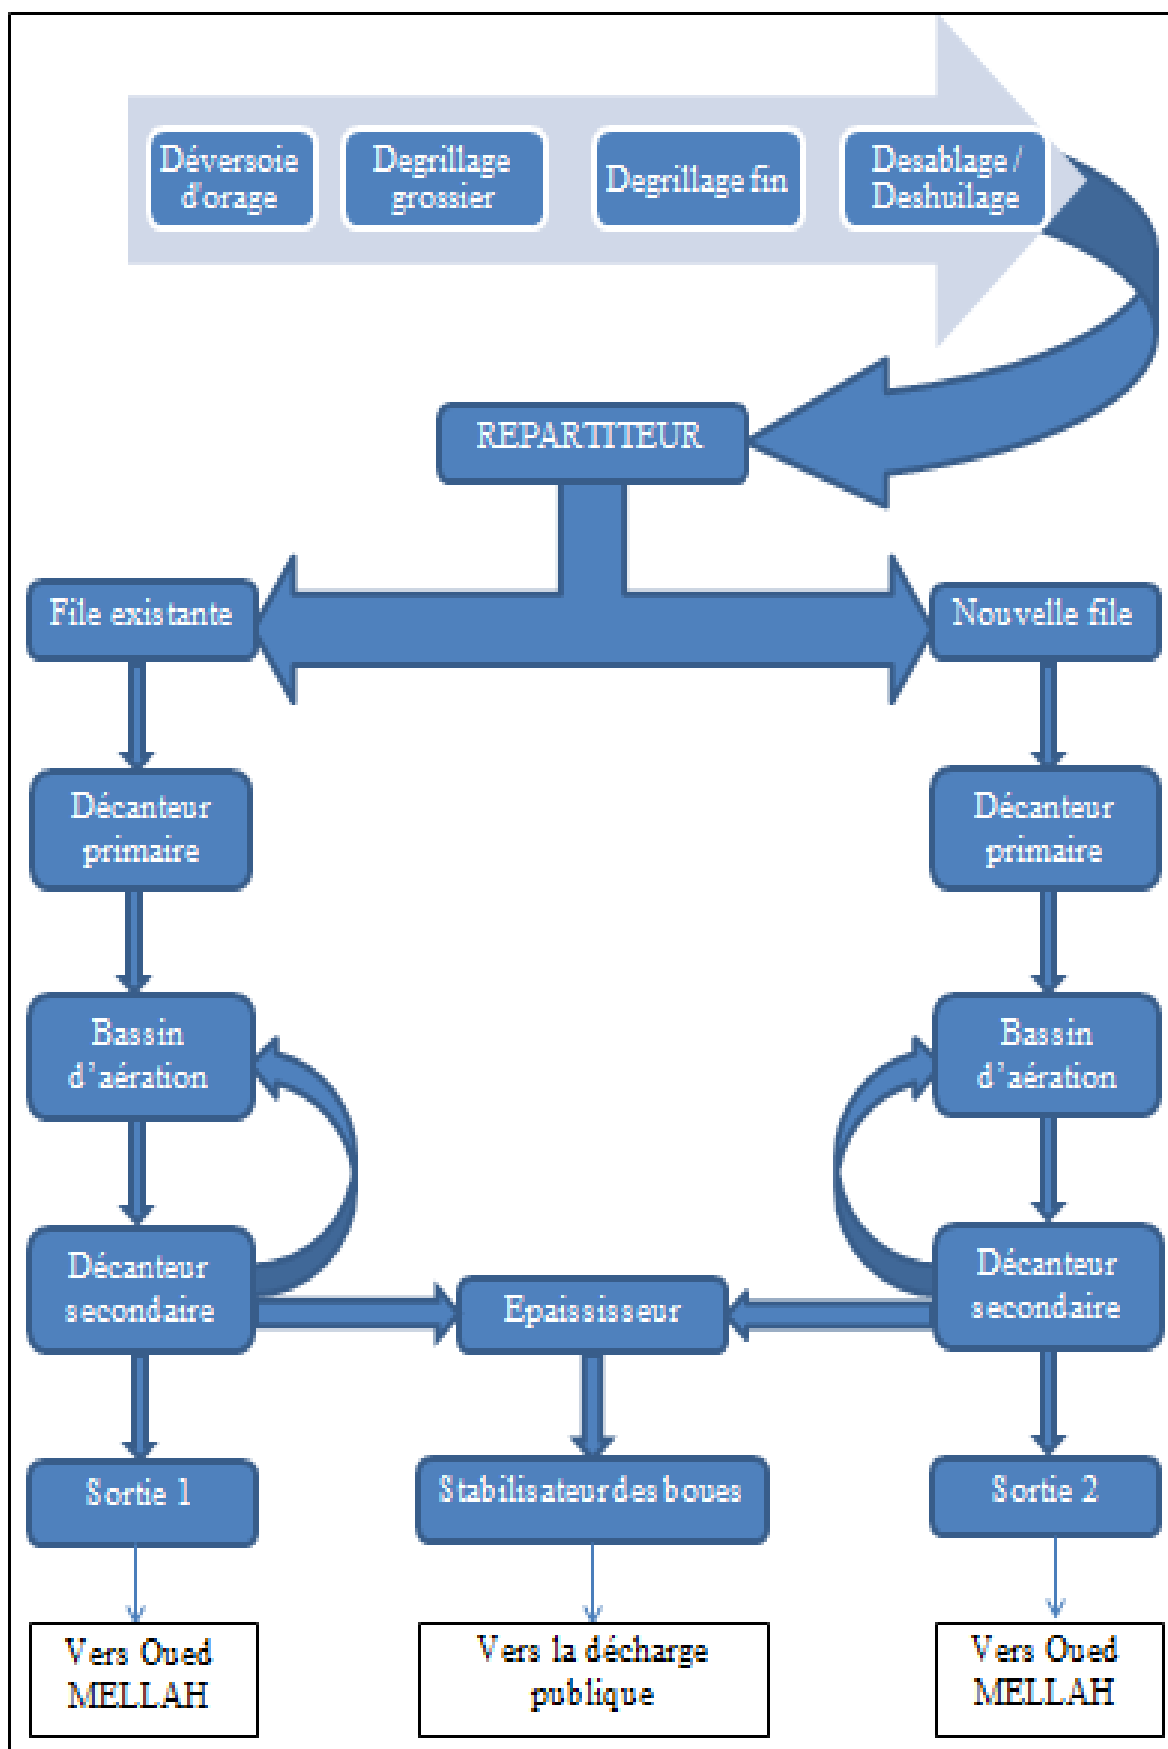 Déversoie
d'orage
Degrillage
grossier
Degrillage fin
Desablage /
Deshuilage
REPARTITEUR
File existante
Nouvelle file
Décanteur
primaire
Décanteur
primaire
Bassin
d’aération
Bassin
d’aération
Décanteur
secondaire
Epaississeur
Décanteur
secondaire
Sortie 1
Stabilisateur des boues
Sortie 2
Vers Oued
MELLAH
Vers la décharge
publique
Vers Oued
MELLAH